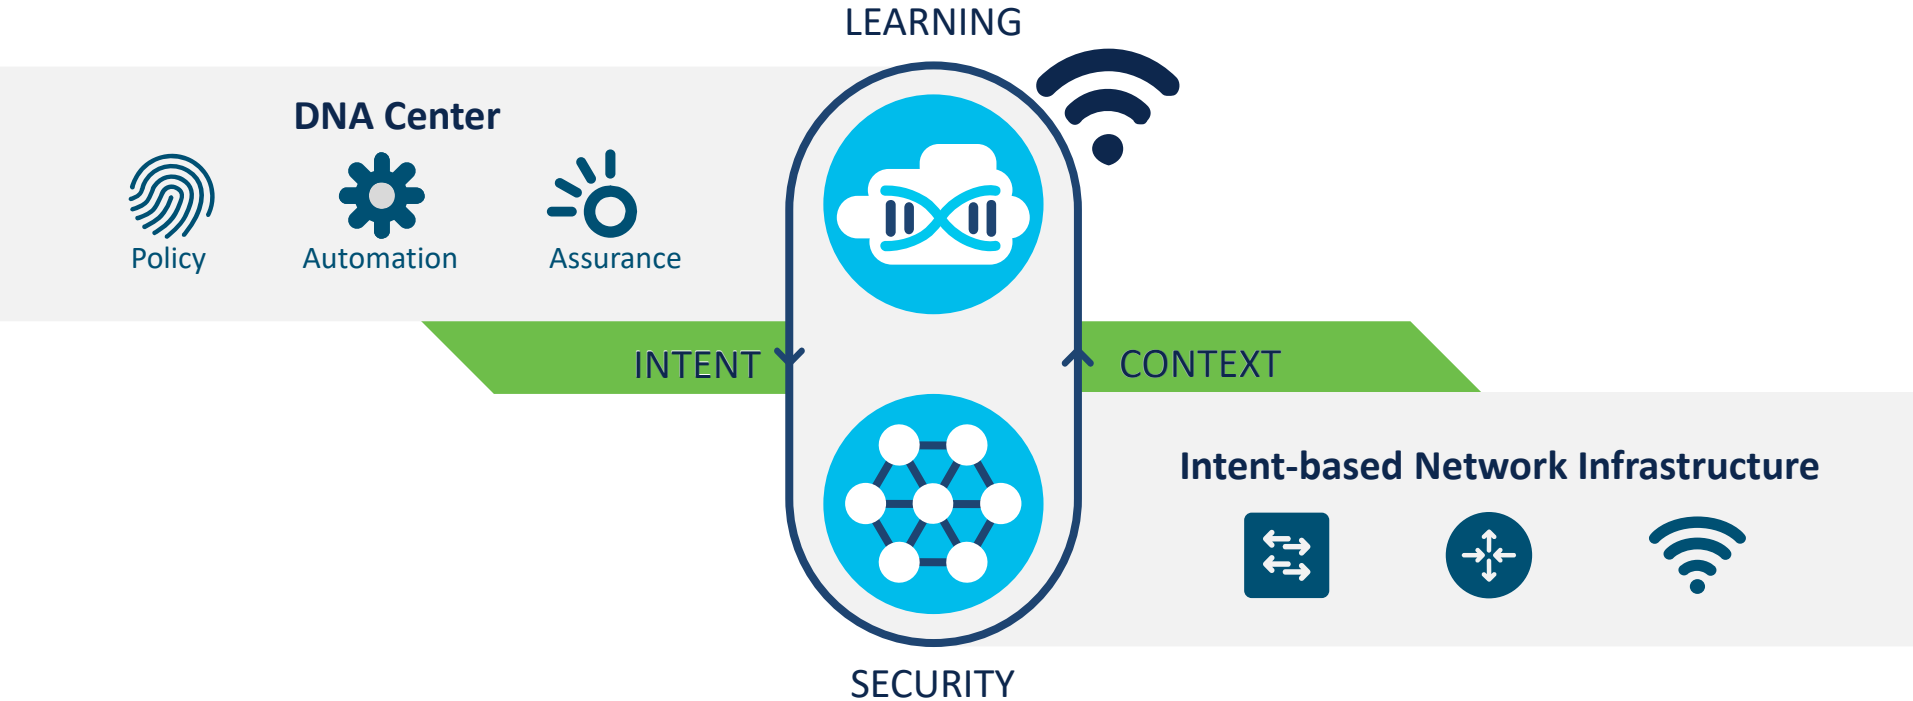 LEARNING
DNA Center
Policy
Automation
Assurance
INTENT
CONTEXT
Intent-based Network Infrastructure
SECURITY